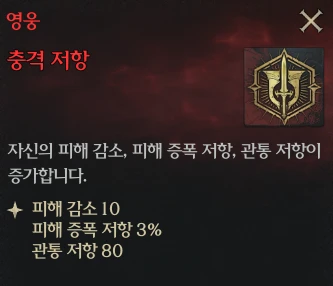 영웅
충격 저항
자신의 피해 감소, 피해 증폭 저항, 관통 저항이
증가합니다.
피해 감소 10
피해 증폭 저항 3%
관통 저항 80